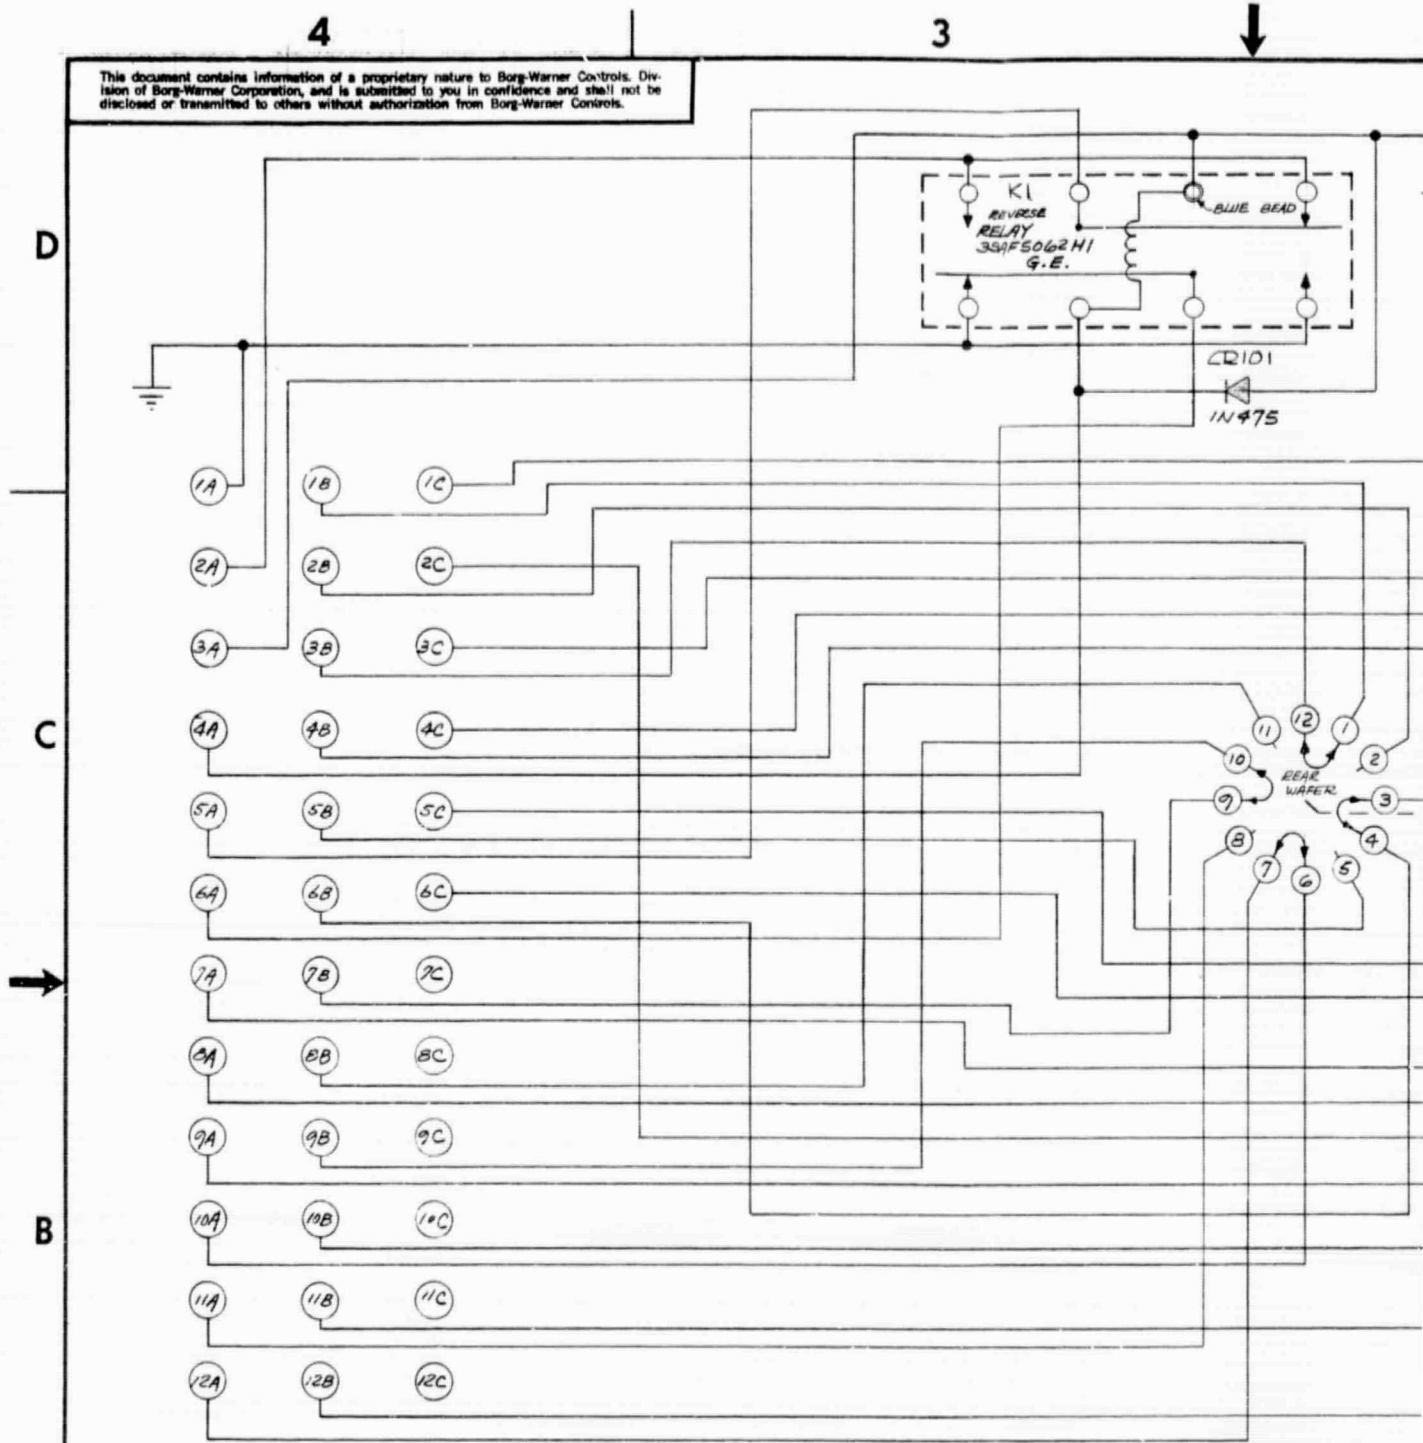 4 3
This document contains information of a proprietary nature to Borg-Warner Controls. Div-
ision of Borg-Warner Corporation, and is submitted to you in confidence and shall not be
disclosed or transmitted to others without authorization from Borg-Warner Controls.
D
K1
REVERSE
RELAY
3SAF5062H1
G.E.
BLUE BEAD
CR101
1N475
1A 1B 1C
2A 2B 2C
3A 3B 3C
C
4A 4B 4C
5A 5B 5C
6A 6B 6C
12
11 1
10 2
REAR
WAFER
9 3
8 4
7 5
6
7A 7B 7C
8A 8B 8C
9A 9B 9C
B
10A 10B 10C
11A 11B 11C
12A 12B 12C